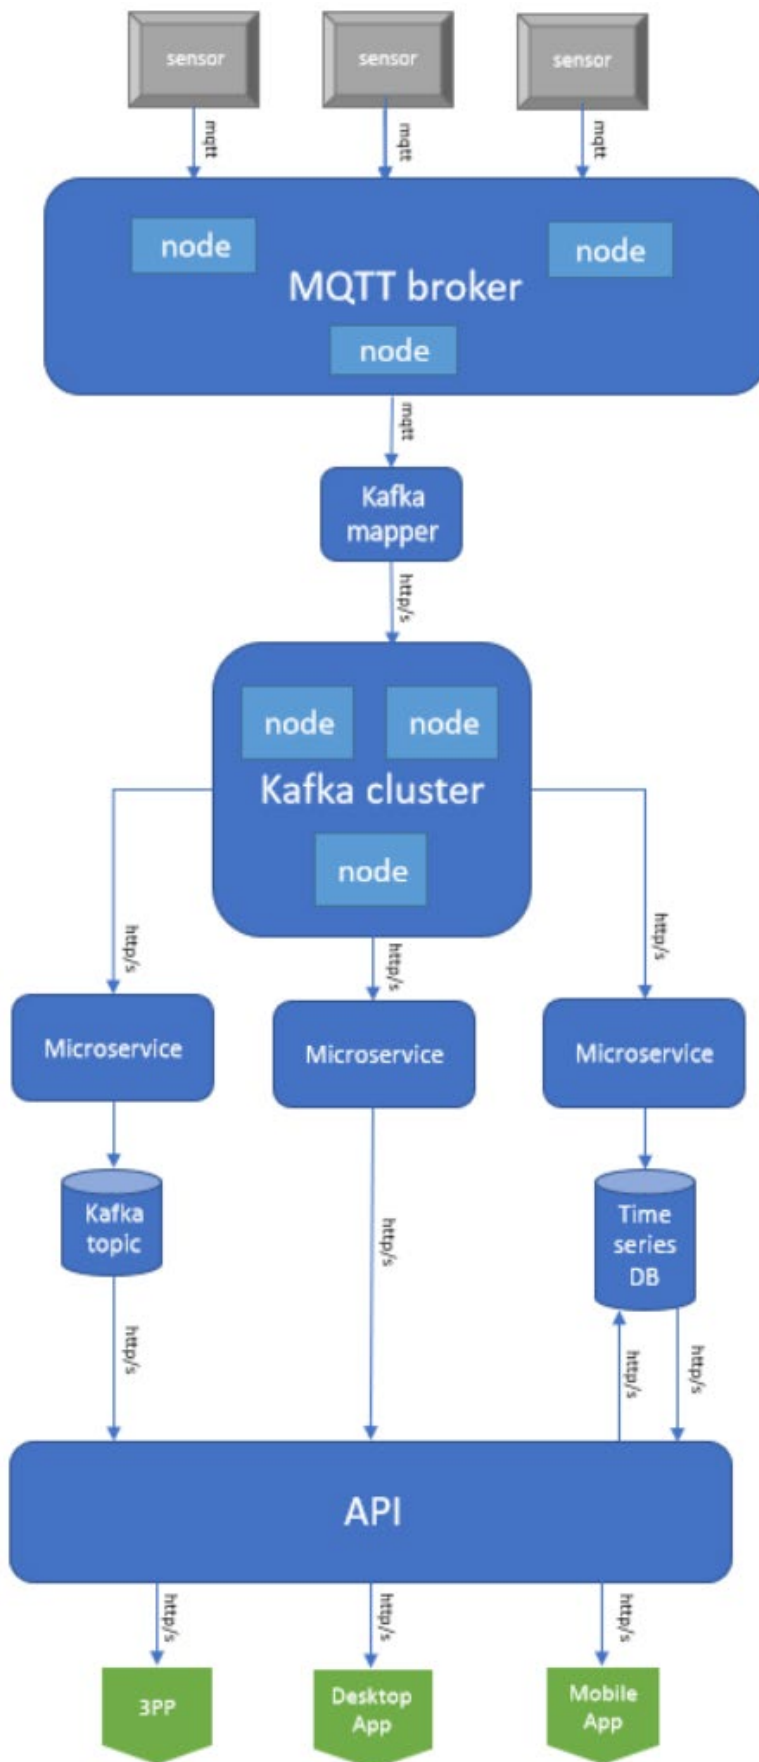 sensor
sensor
sensor
mqtt
mqtt
mqtt
node
node
MQTT broker
node
mqtt
Kafka
mapper
http/s
node
node
Kafka cluster
node
http/s
http/s
http/s
Microservice
Microservice
Microservice
Kafka
topic
Time
series
DB
http/s
http/s
http/s
http/s
API
http/s
http/s
http/s
3PP
Desktop
App
Mobile
App